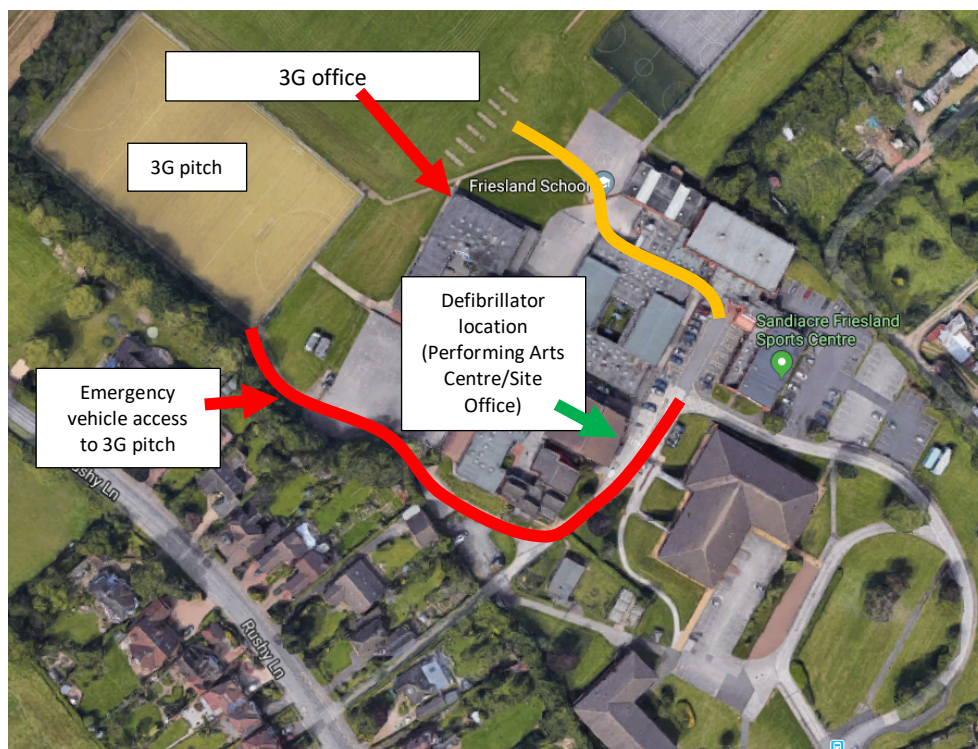 3G office
3G pitch
Friesland School
Defibrillator
location
(Performing Arts
Centre/Site
Office)
Sandiacre Friesland
Sports Centre
Emergency
vehicle access
to 3G pitch
Rushy Ln
Rushy Ln